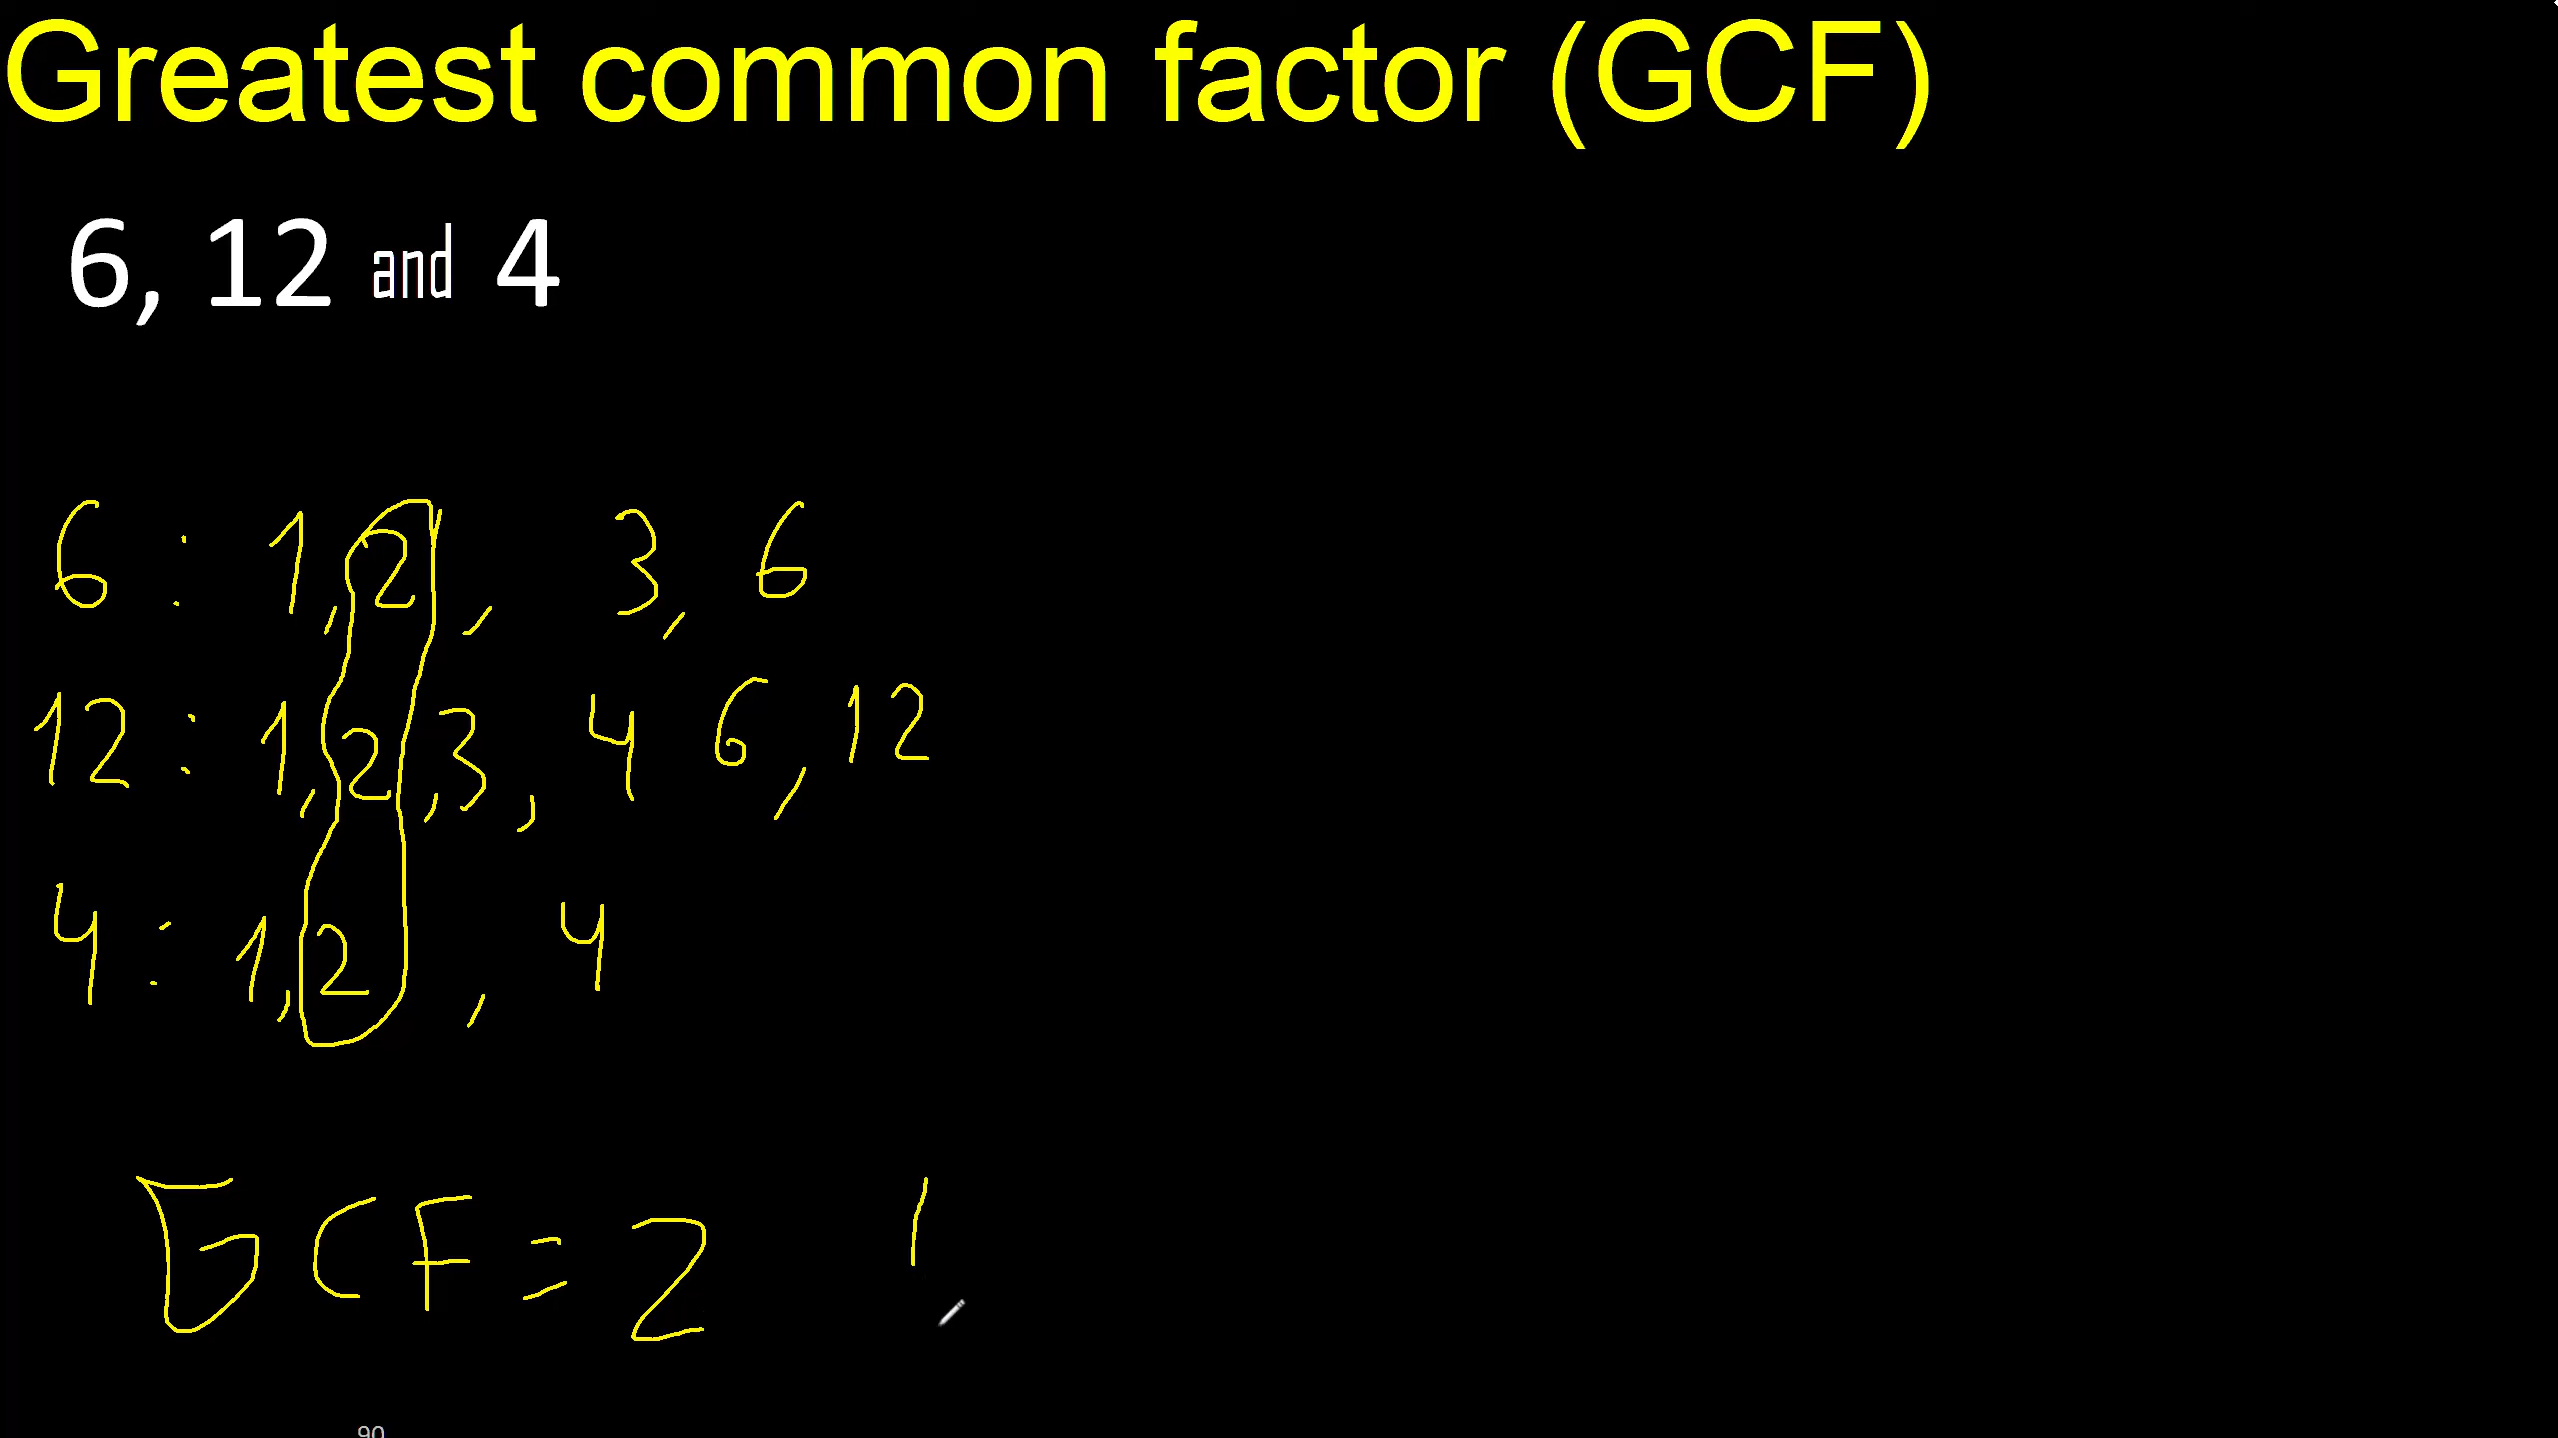 Greatest common factor (GCF)
6, 12 and 4
6 : 1, 2, 3, 6
12 : 1, 2, 3, 4 6, 12
4 : 1, 2, 4
GCF = 2
90